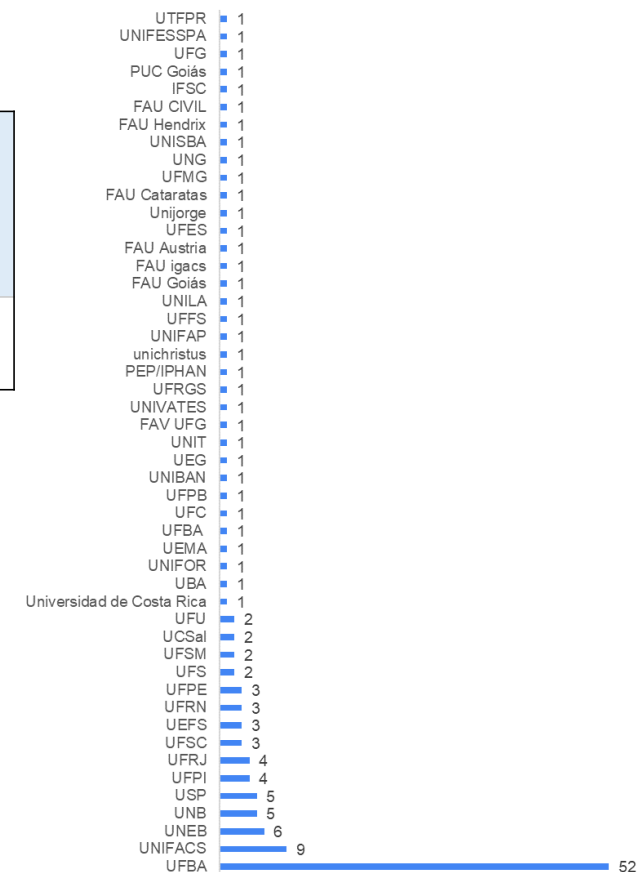 UTFPR 1
UNIFESSPA 1
UFG 1
PUC Goiás 1
IFSC 1
FAU CIVIL 1
FAU Hendrix 1
UNISBA 1
UNG 1
UFMG 1
FAU Cataratas 1
Unijorge 1
UFES 1
FAU Austria 1
FAU igacs 1
FAU Goiás 1
UNILA 1
UFFS 1
UNIFAP 1
unichristus 1
PEP/IPHAN 1
UFRGS 1
UNIVATES 1
FAV UFG 1
UNIT 1
UEG 1
UNIBAN 1
UFPB 1
UFC 1
UFBA 1
UEMA 1
UNIFOR 1
UBA 1
Universidad de Costa Rica 1
UFU 2
UCSal 2
UFSM 2
UFS 2
UFPE 3
UFRN 3
UEFS 3
UFSC 3
UFRJ 4
UFPI 4
USP 5
UNB 5
UNEB 6
UNIFACS 9
UFBA 52